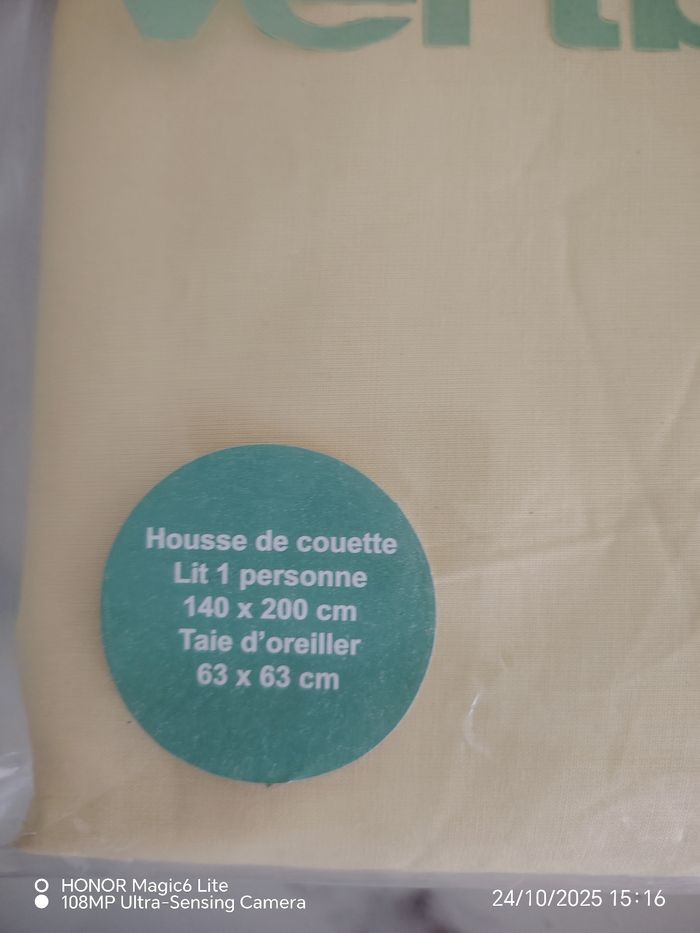 Housse de couette
Lit 1 personne
140 x 200 cm
Taie d'oreiller
63 x 63 cm
HONOR Magic6 Lite
108MP Ultra-Sensing Camera
24/10/2025 15:16